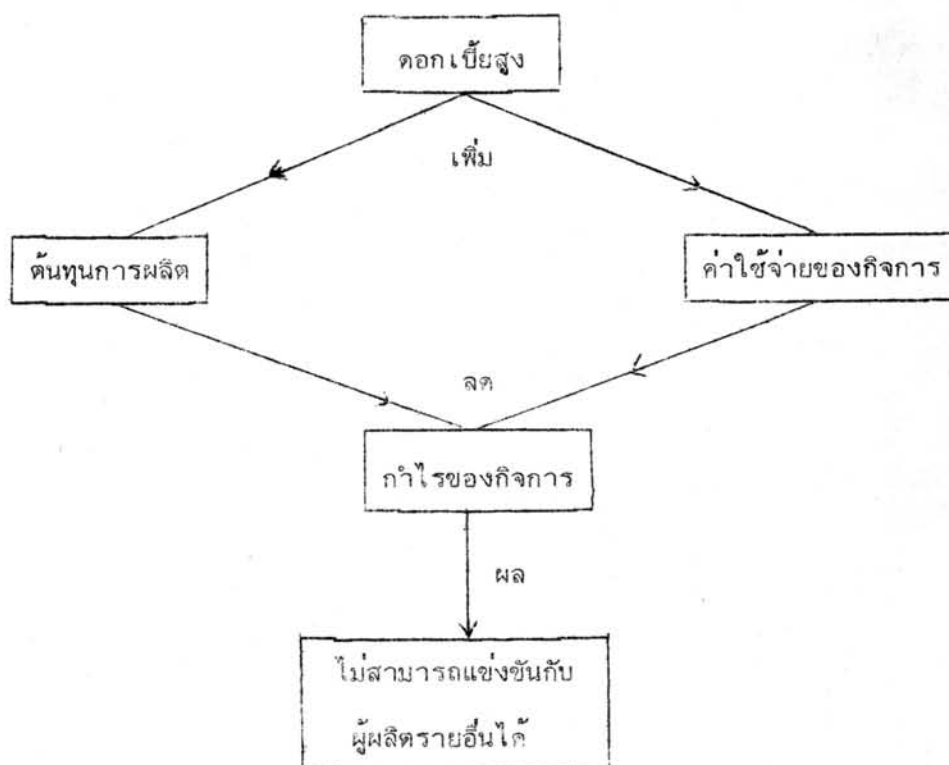 ดอกเบี้ยสูง
เพิ่ม
ต้นทุนการผลิต
ค่าใช้จ่ายของกิจการ
ลด
กำไรของกิจการ
ผล
ไม่สามารถแข่งขันกับ
ผู้ผลิตรายอื่นได้